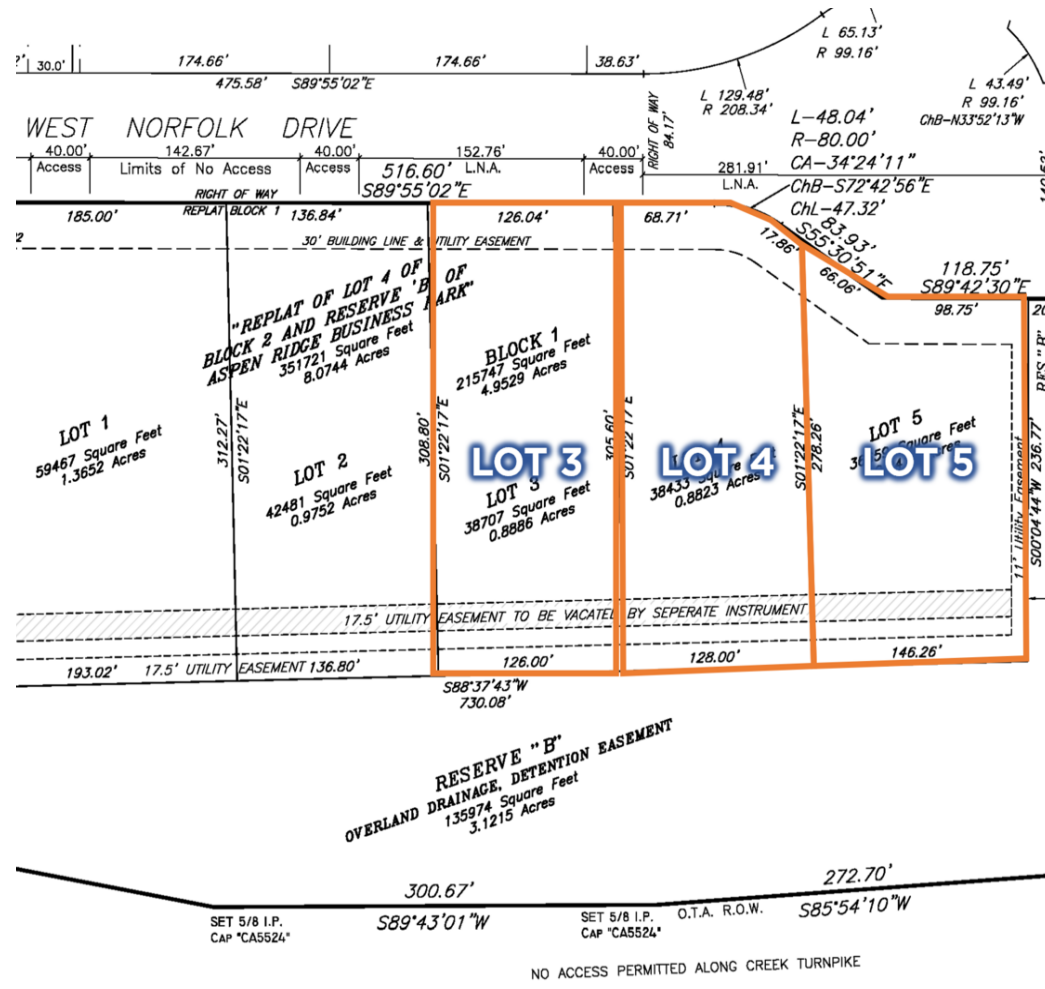 30.0'
174.66'
174.66'
38.63'
475.58' S89°55'02"E
L 65.13'
R 99.16'
L 129.48'
R 208.34'
L 43.49'
R 99.16'
ChB-N33°52'13"W
WEST NORFOLK DRIVE
RIGHT OF WAY
84.17'
L-48.04'
R-80.00'
CA-34°24'11"
ChB-S72°42'56"E
ChL-47.32'
40.00'
Access
142.67'
Limits of No Access
40.00'
Access
152.76'
L.N.A.
40.00'
Access
281.91'
L.N.A.
516.60'
S89°55'02"E
RIGHT OF WAY
REPLAT BLOCK 1
185.00'
136.84'
126.04'
68.71'
17.86'
83.93'
S55°30'51"E
66.06'
118.75'
S89°42'30"E
98.75'
RES."B"
30' BUILDING LINE & UTILITY EASEMENT
"REPLAT OF LOT 4 OF
BLOCK 2 AND RESERVE 'B' OF
ASPEN RIDGE BUSINESS PARK"
351721 Square Feet
8.0744 Acres
BLOCK 1
215747 Square Feet
4.9529 Acres
LOT 1
59467 Square Feet
1.3652 Acres
312.27'
S01°22'17"E
LOT 2
42481 Square Feet
0.9752 Acres
308.80'
S01°22'17"E
LOT 3
LOT 3
38707 Square Feet
0.8886 Acres
305.60'
S01°22'17"E
LOT 4
38433
0.8823 Acres
S01°22'17"E
278.26'
LOT 5
Square Feet
LOT 5
11' Utility Easement
S00°04'44"W 236.77'
17.5' UTILITY EASEMENT TO BE VACATED BY SEPERATE INSTRUMENT
193.02'
17.5' UTILITY EASEMENT
136.80'
126.00'
128.00'
146.26'
S88°37'43"W
730.08'
RESERVE "B"
OVERLAND DRAINAGE, DETENTION EASEMENT
135974 Square Feet
3.1215 Acres
300.67'
S89°43'01"W
272.70'
S85°54'10"W
SET 5/8 I.P.
CAP "CA5524"
SET 5/8 I.P.
CAP "CA5524"
O.T.A. R.O.W.
NO ACCESS PERMITTED ALONG CREEK TURNPIKE